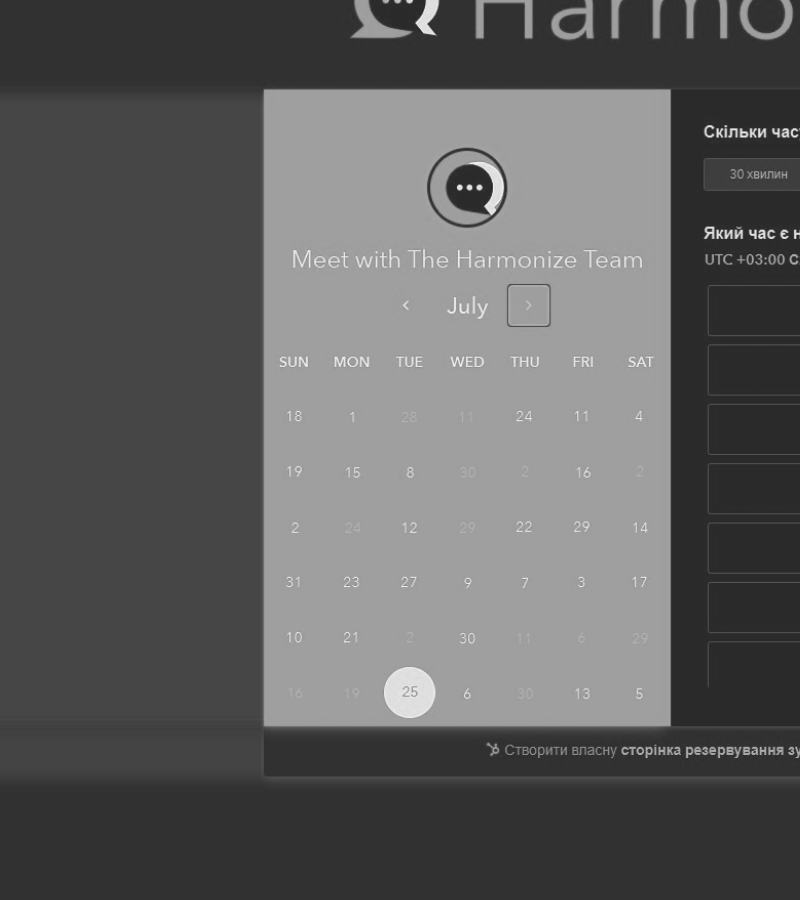 Harmo
Meet with The Harmonize Team
July
SUN MON TUE WED THU FRI SAT
18 1 28 11 24 11 4
19 15 8 30 2 16 2
2 24 12 29 22 29 14
31 23 27 9 7 3 17
10 21 2 30 11 6 29
16 19 25 6 30 13 5
Скільки час
30 хвилин
Який час є н
UTC +03:00 С
Створити власну сторінка резервування зу